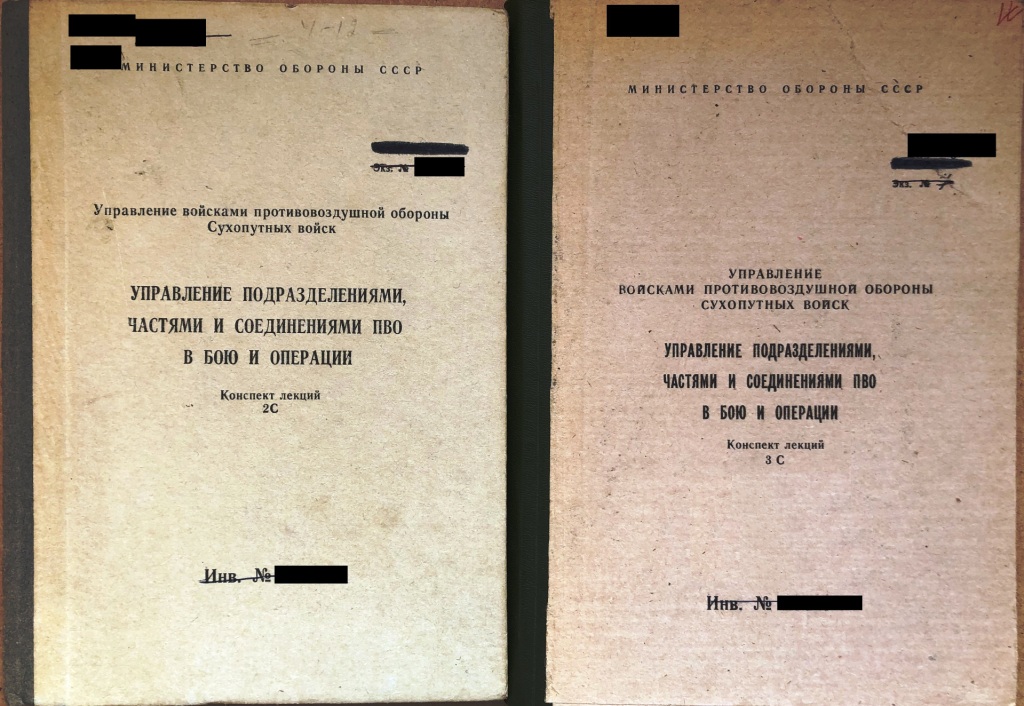 Ч-12
МИНИСТЕРСТВО ОБОРОНЫ СССР
Экз. №
Управление войсками противовоздушной обороны
Сухопутных войск
УПРАВЛЕНИЕ ПОДРАЗДЕЛЕНИЯМИ,
ЧАСТЯМИ И СОЕДИНЕНИЯМИ ПВО
В БОЮ И ОПЕРАЦИИ
Конспект лекций
2С
Инв. №
МИНИСТЕРСТВО ОБОРОНЫ СССР
Экз. №
УПРАВЛЕНИЕ
ВОЙСКАМИ ПРОТИВОВОЗДУШНОЙ ОБОРОНЫ
СУХОПУТНЫХ ВОЙСК
УПРАВЛЕНИЕ ПОДРАЗДЕЛЕНИЯМИ,
ЧАСТЯМИ И СОЕДИНЕНИЯМИ ПВО
В БОЮ И ОПЕРАЦИИ
Конспект лекций
3 С
Инв. №